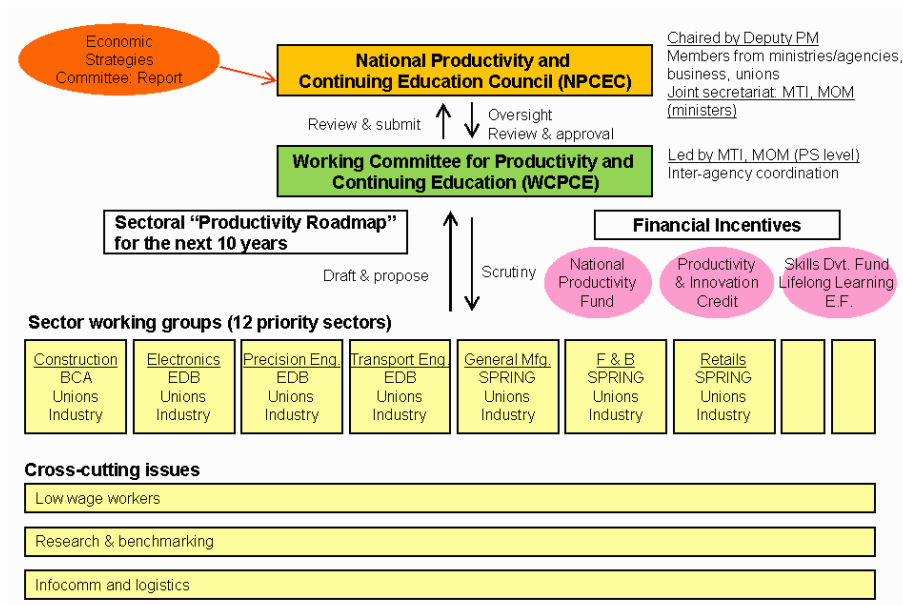 Economic
Strategies
Committee: Report
National Productivity and
Continuing Education Council (NPCEC)
Chaired by Deputy PM
Members from ministries/agencies,
business, unions
Joint secretariat: MTI, MOM
(ministers)
Review & submit
Oversight
Review & approval
Working Committee for Productivity and
Continuing Education (WCPCE)
Led by MTI, MOM (PS level)
Inter-agency coordination
Sectoral “Productivity Roadmap”
for the next 10 years
Financial Incentives
Draft & propose
Scrutiny
National
Productivity
Fund
Productivity
& Innovation
Credit
Skills Dvt. Fund
Lifelong Learning
E.F.
Sector working groups (12 priority sectors)
Construction
BCA
Unions
Industry
Electronics
EDB
Unions
Industry
Precision Eng.
EDB
Unions
Industry
Transport Eng.
EDB
Unions
Industry
General Mfg.
SPRING
Unions
Industry
F & B
SPRING
Unions
Industry
Retails
SPRING
Unions
Industry
Cross-cutting issues
Low wage workers
Research & benchmarking
Infocomm and logistics